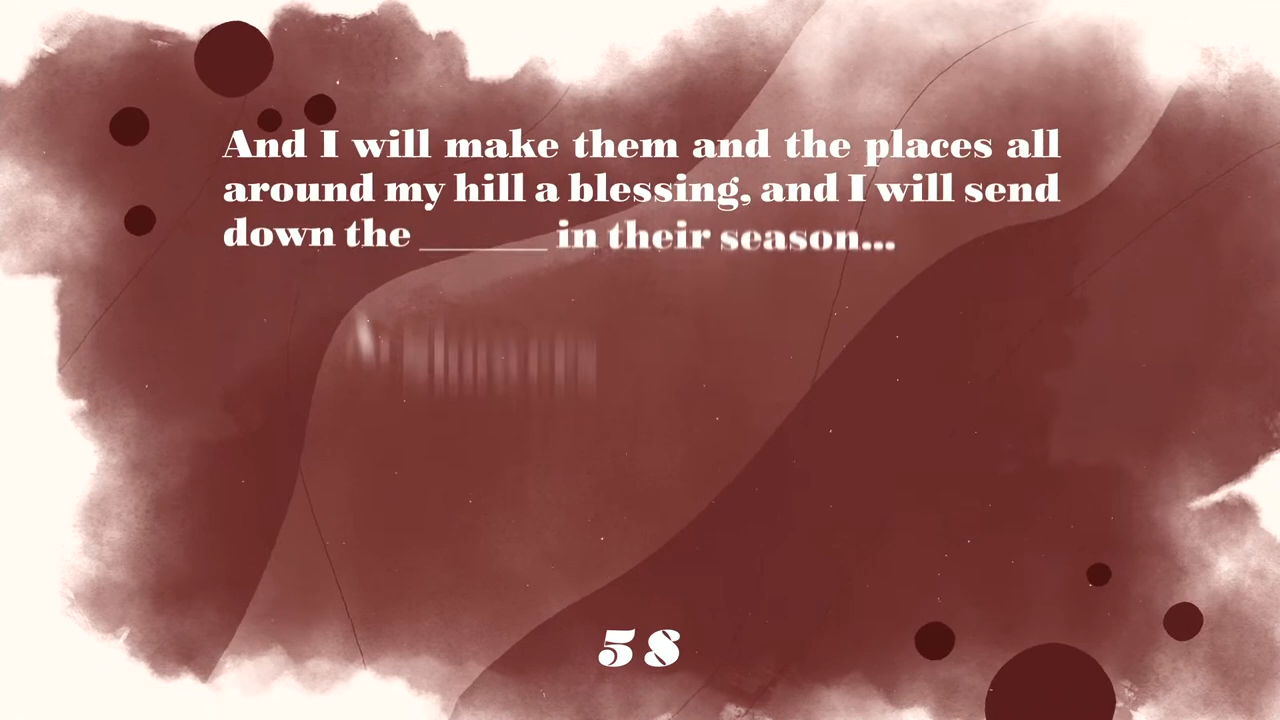 And I will make them and the places all
around my hill a blessing, and I will send
down the _______ in their season...
58